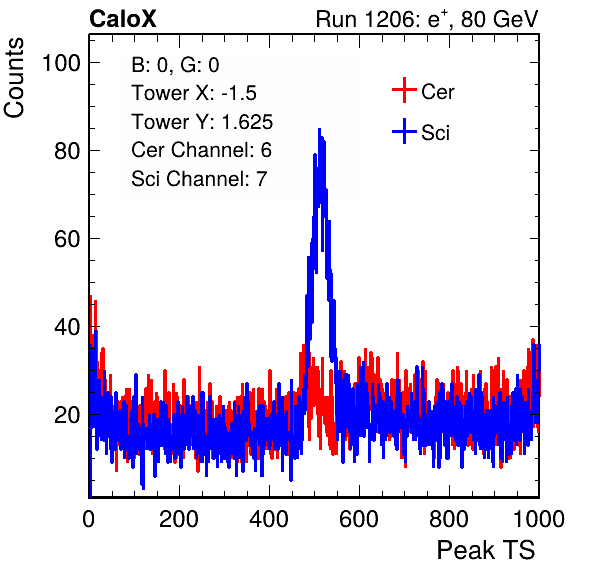 CaloX Run 1206: e+, 80 GeV
Counts
B: 0, G: 0
Tower X: -1.5
Tower Y: 1.625
Cer Channel: 6
Sci Channel: 7
Cer
Sci
100
80
60
40
20
0 200 400 600 800 1000
Peak TS